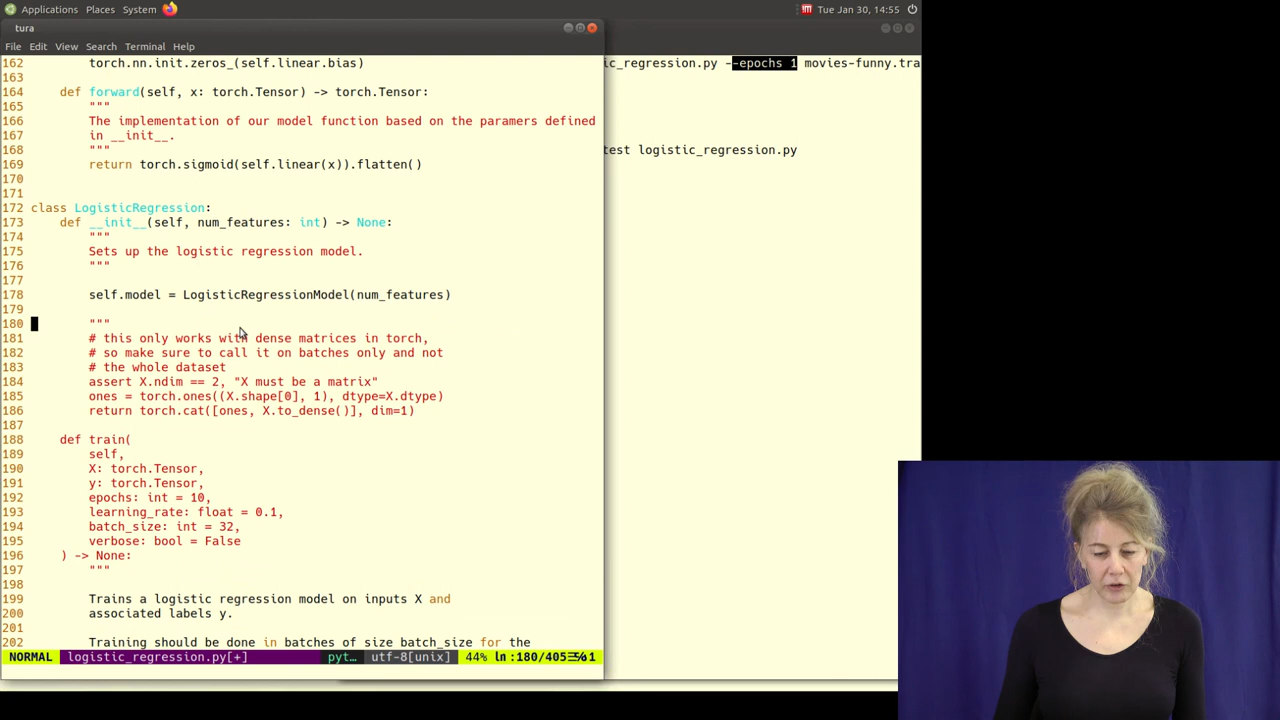 Applications Places System Tue Jan 30, 14:55
tura
File Edit View Search Terminal Help
162 torch.nn.init.zeros_(self.linear.bias)
163
164 def forward(self, x: torch.Tensor) -> torch.Tensor:
165 """
166 The implementation of our model function based on the paramers defined
167 in __init__.
168 """
169 return torch.sigmoid(self.linear(x)).flatten()
170
171
172 class LogisticRegression:
173 def __init__(self, num_features: int) -> None:
174 """
175 Sets up the logistic regression model.
176 """
177
178 self.model = LogisticRegressionModel(num_features)
179
180 """
181 # this only works with dense matrices in torch,
182 # so make sure to call it on batches only and not
183 # the whole dataset
184 assert X.ndim == 2, "X must be a matrix"
185 ones = torch.ones((X.shape[0], 1), dtype=X.dtype)
186 return torch.cat([ones, X.to_dense()], dim=1)
187
188 def train(
189 self,
190 X: torch.Tensor,
191 y: torch.Tensor,
192 epochs: int = 10,
193 learning_rate: float = 0.1,
194 batch_size: int = 32,
195 verbose: bool = False
196 ) -> None:
197 """
198
199 Trains a logistic regression model on inputs X and
200 associated labels y.
201
202 Training should be done in batches of size batch_size for the
NORMAL logistic_regression.py[+] pyt… utf-8[unix] 44% ln:180/405
ic_regression.py --epochs 1 movies-funny.tra
test logistic_regression.py